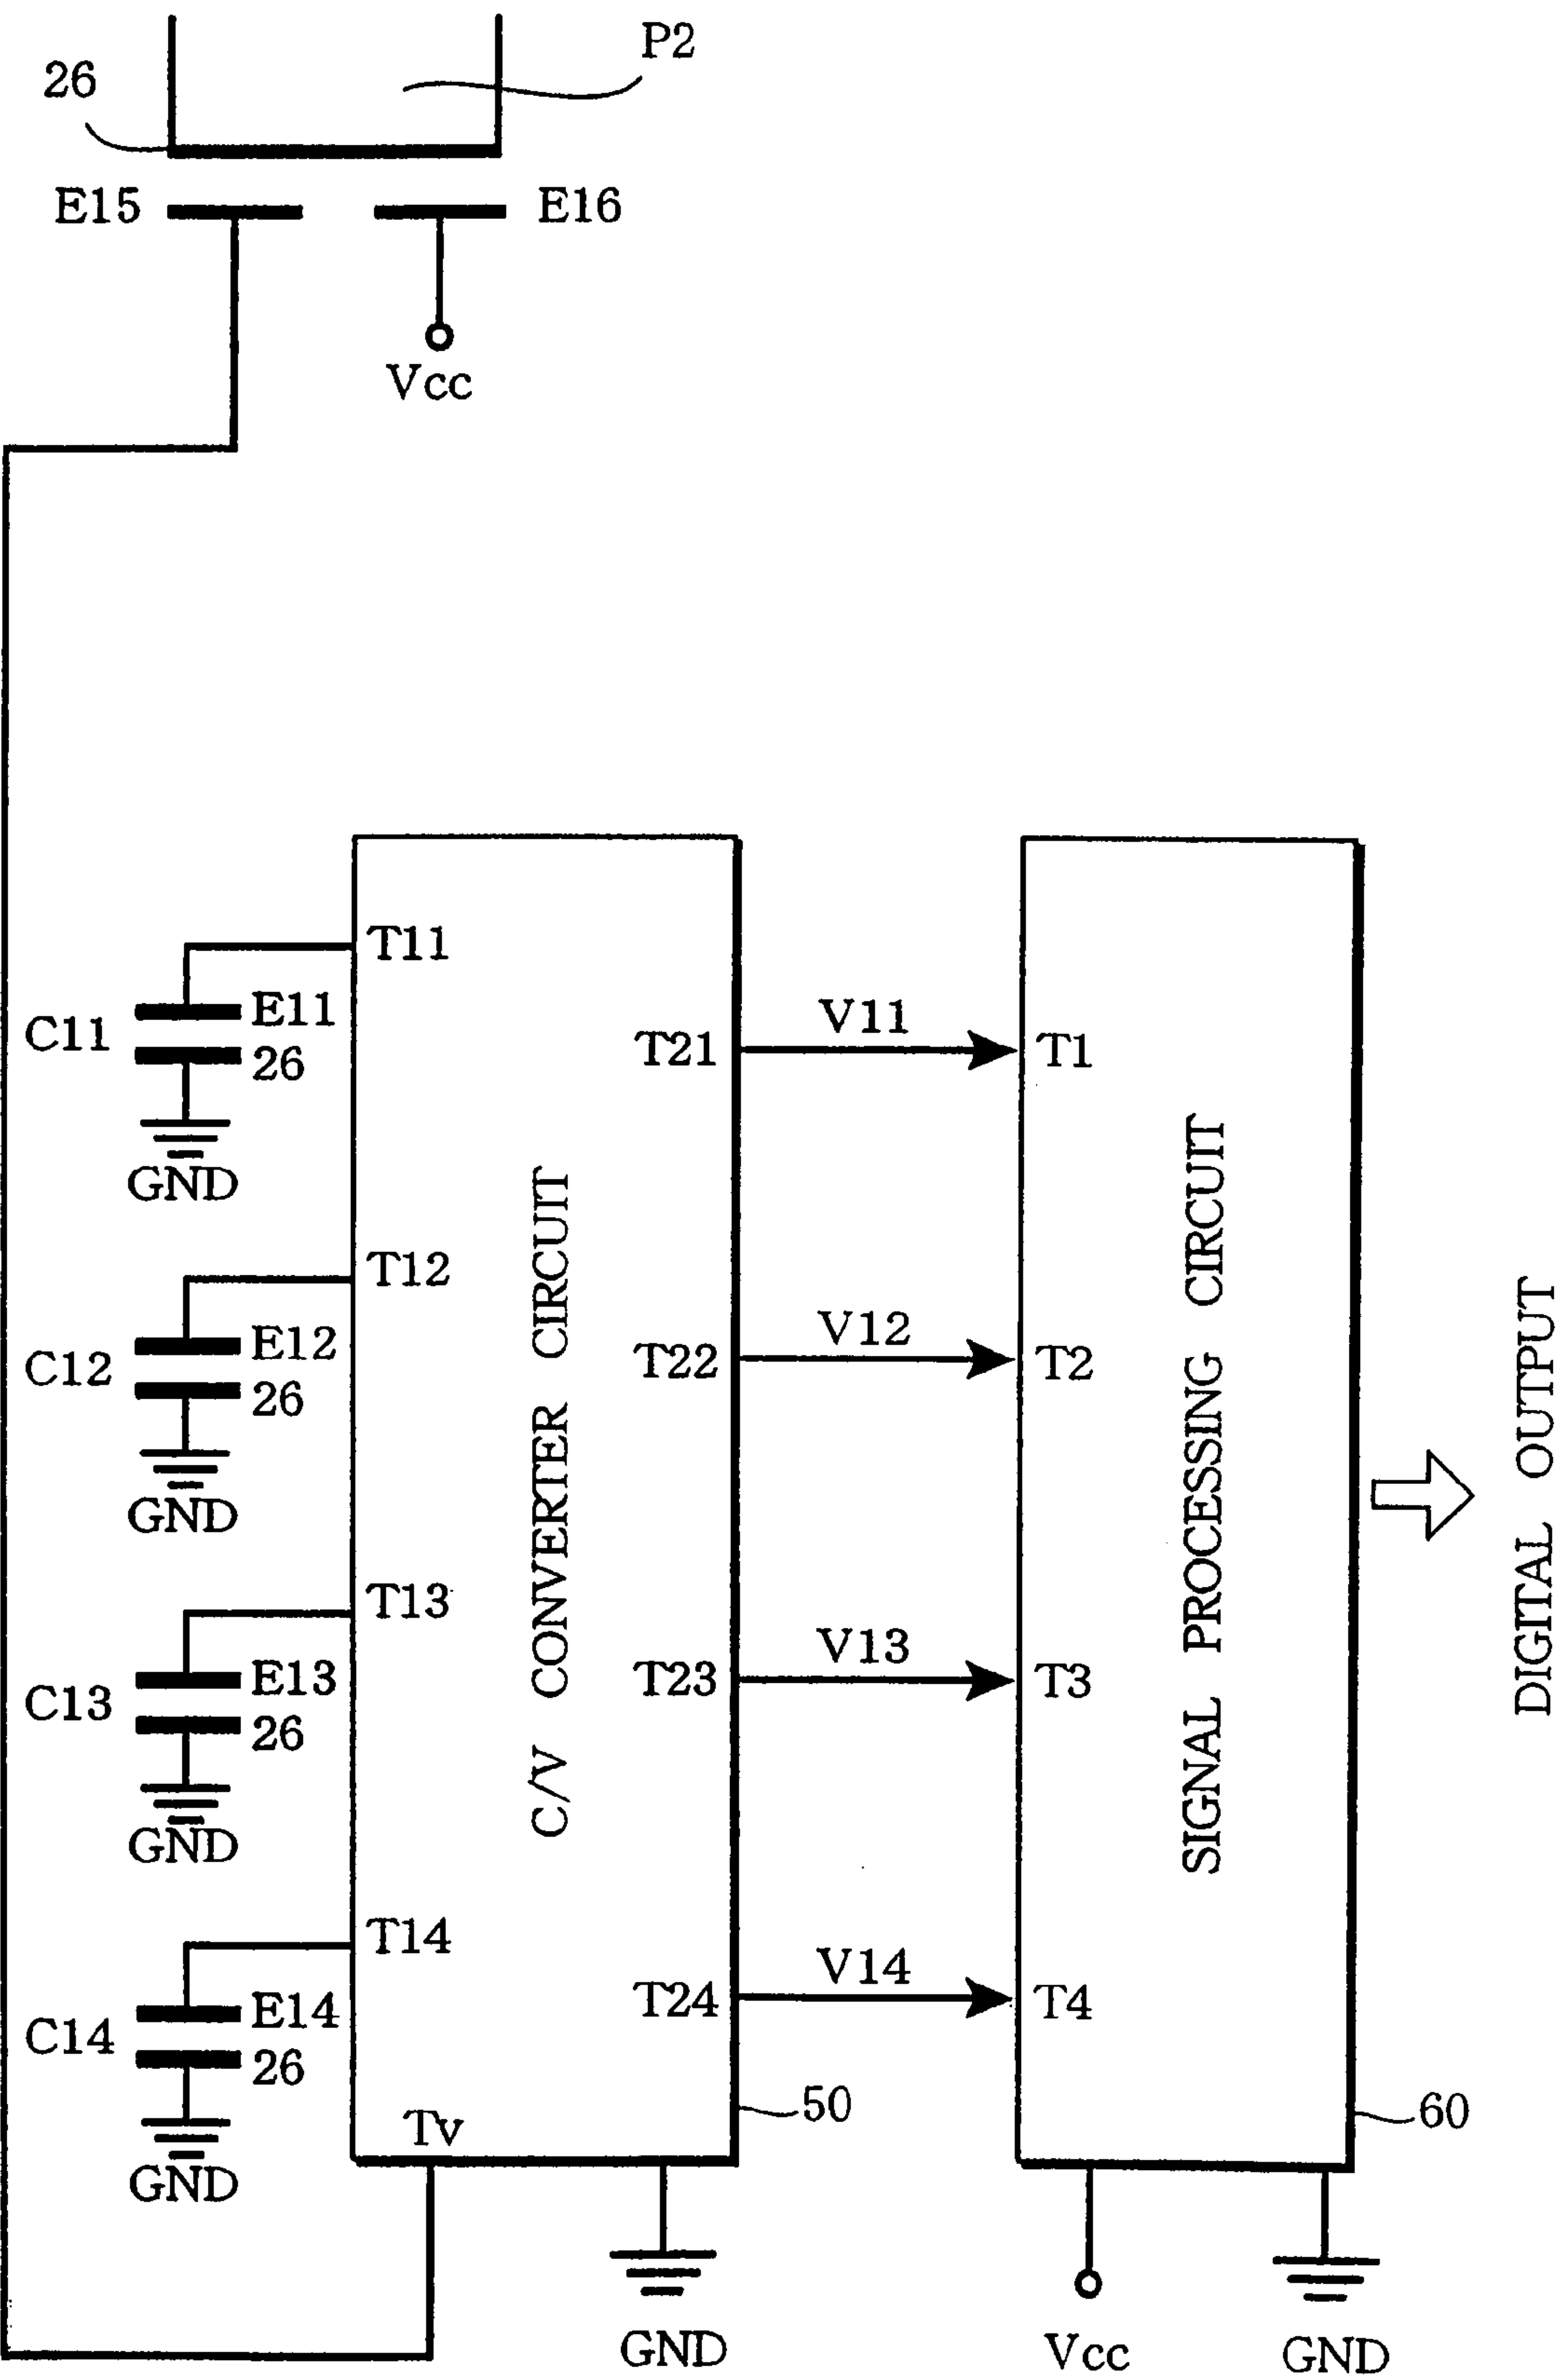 P2
26
E15
E16
Vcc
T11
C11
E11
26
GND
T21
V11
T1
T12
C12
E12
26
GND
T22
V12
T2
C/V CONVERTER CIRCUIT
SIGNAL PROCESSING CIRCUIT
DIGITAL OUTPUT
T13
C13
E13
26
GND
T23
V13
T3
T14
C14
E14
26
GND
T24
V14
T4
Tv
50
60
GND
Vcc
GND